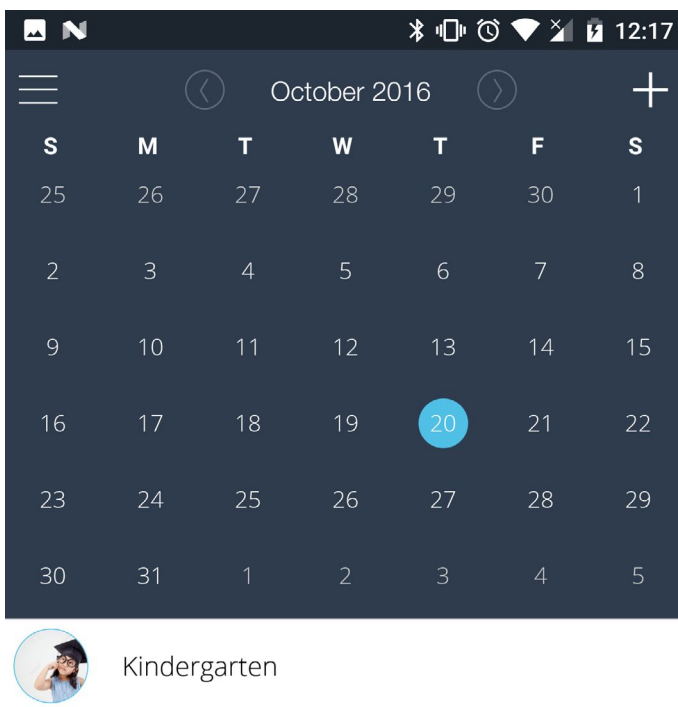 12:17
October 2016
S M T W T F S
25 26 27 28 29 30 1
2 3 4 5 6 7 8
9 10 11 12 13 14 15
16 17 18 19 20 21 22
23 24 25 26 27 28 29
30 31 1 2 3 4 5
Kindergarten